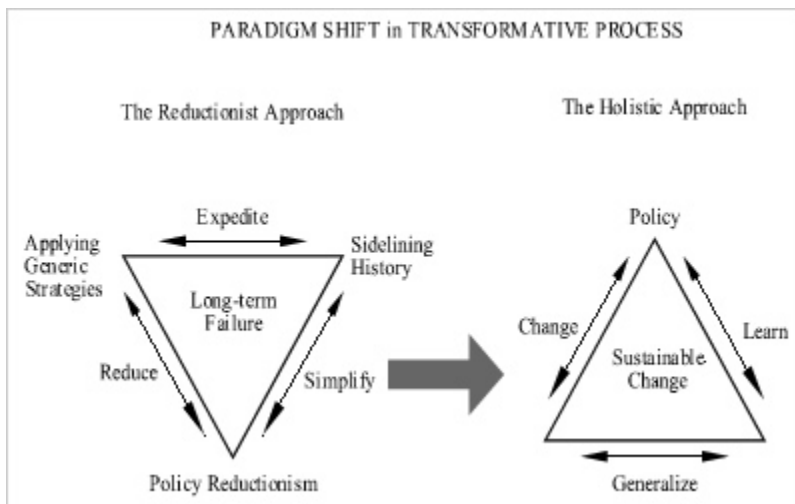 PARADIGM SHIFT in TRANSFORMATIVE PROCESS
The Reductionist Approach
The Holistic Approach
Expedite
Policy
Applying
Generic
Strategies
Sidelining
History
Long-term
Failure
Change
Learn
Reduce
Simplify
Sustainable
Change
Policy Reductionism
Generalize